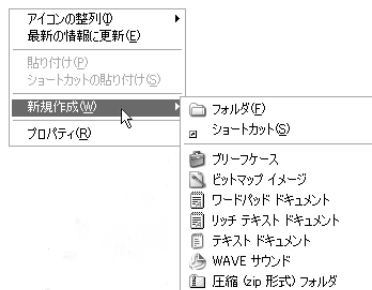 アイコンの整列(I)
最新の情報に更新(E)
貼り付け(P)
ショートカットの貼り付け(S)
新規作成(W)
プロパティ(R)
フォルダ(F)
ショートカット(S)
ブリーフケース
ビットマップ イメージ
ワードパッド ドキュメント
リッチ テキスト ドキュメント
テキスト ドキュメント
WAVE サウンド
圧縮 (zip 形式) フォルダ